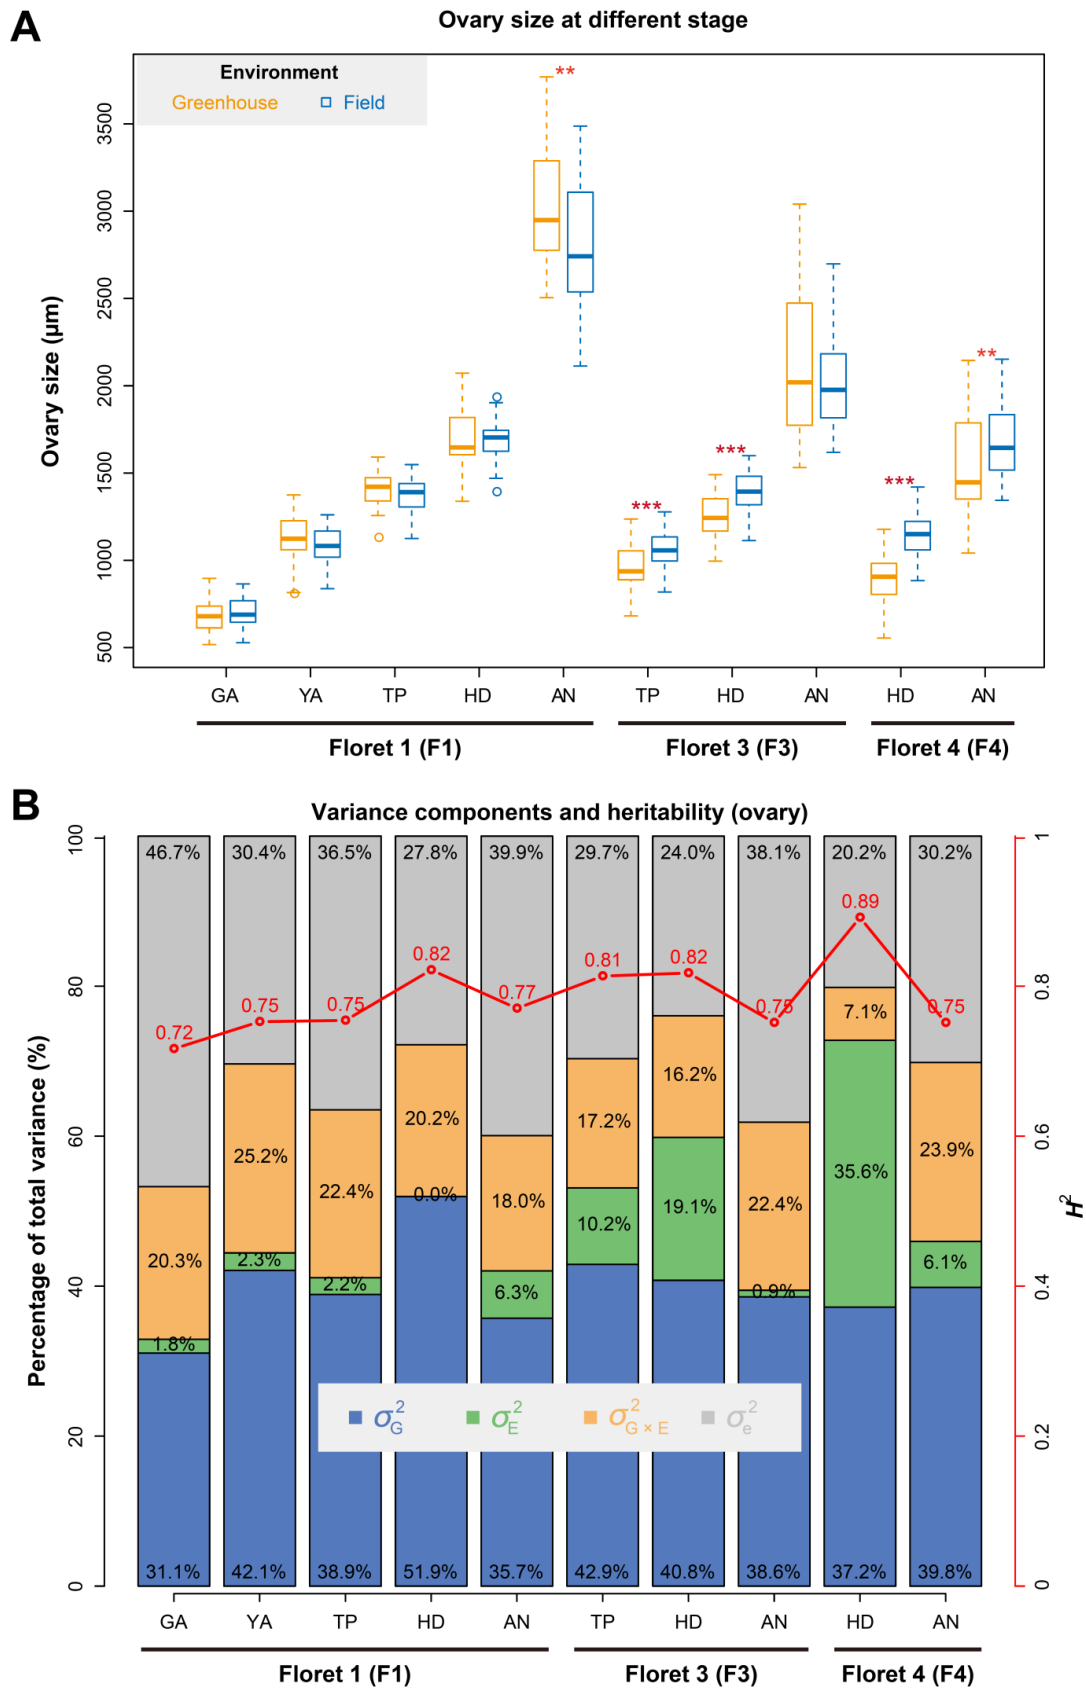 A
Ovary size at different stage
Environment
Greenhouse Field
Ovary size (μm)
3500
3000
2500
2000
1500
1000
500
** *** *** *** **
GA YA TP HD AN TP HD AN HD AN
Floret 1 (F1) Floret 3 (F3) Floret 4 (F4)
B
Variance components and heritability (ovary)
Percentage of total variance (%)
100 80 60 40 20 0
1 0.8 0.6 0.4 0.2 0
H²
46.7% 30.4% 36.5% 27.8% 39.9% 29.7% 24.0% 38.1% 20.2% 30.2%
0.72 0.75 0.75 0.82 0.77 0.81 0.82 0.75 0.89 0.75
20.3% 25.2% 22.4% 20.2% 18.0% 17.2% 16.2% 22.4% 7.1% 23.9%
1.8% 2.3% 2.2% 0.0% 6.3% 10.2% 19.1% 0.9% 35.6% 6.1%
σ²G σ²E σ²G × E σ²e
31.1% 42.1% 38.9% 51.9% 35.7% 42.9% 40.8% 38.6% 37.2% 39.8%
GA YA TP HD AN TP HD AN HD AN
Floret 1 (F1) Floret 3 (F3) Floret 4 (F4)